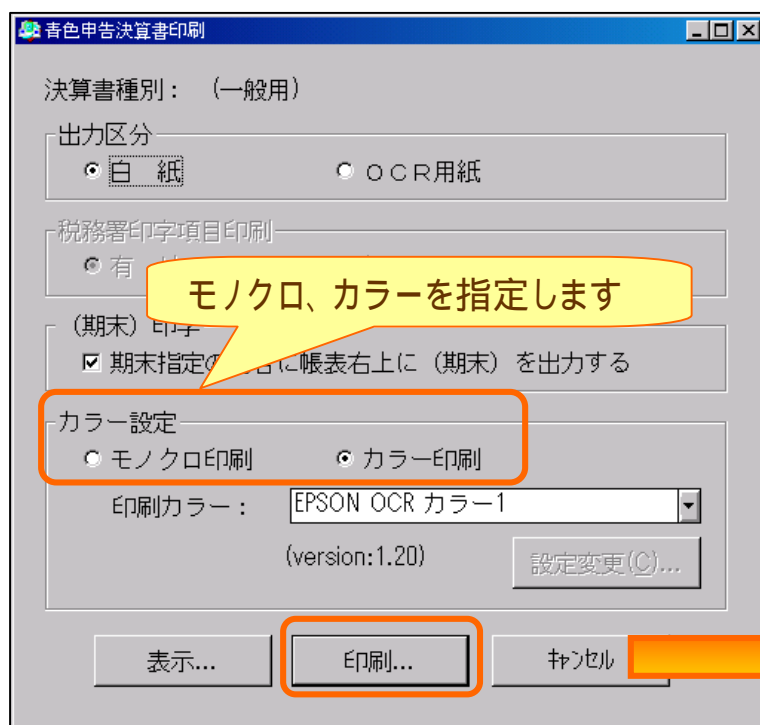 青色申告決算書印刷
決算書種別： （一般用）
出力区分
白　紙
ＯＣＲ用紙
税務署印字項目印刷
有
モノクロ、カラーを指定します
（期末）印字
期末指定の 合に帳表右上に（期末）を出力する
カラー設定
モノクロ印刷
カラー印刷
印刷カラー：
EPSON OCR カラー1
(version:1.20)
設定変更(C)...
表示...
印刷...
ｷｬﾝｾﾙ